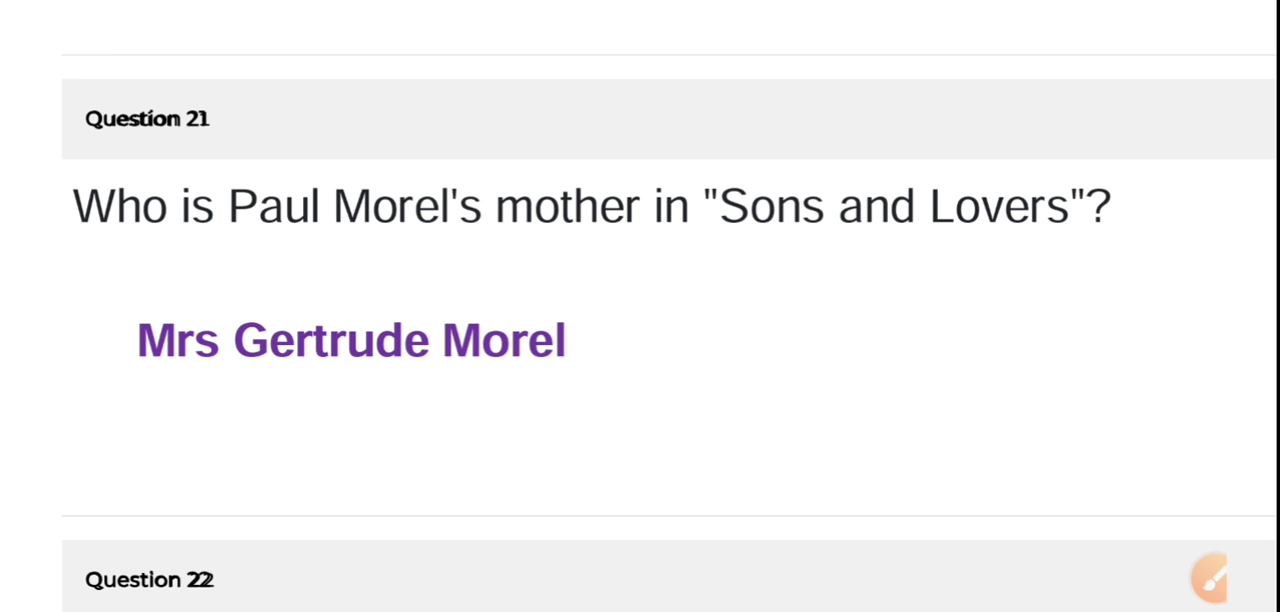 Question 21
Who is Paul Morel's mother in "Sons and Lovers"?
Mrs Gertrude Morel
Question 22